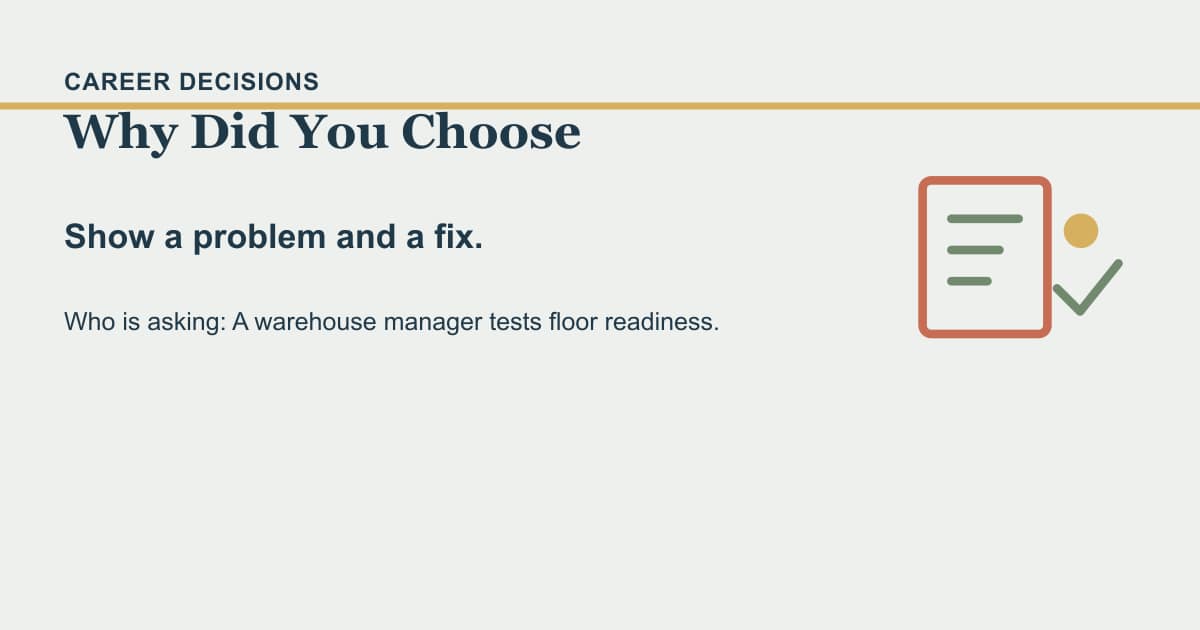 CAREER DECISIONS
Why Did You Choose
Show a problem and a fix.
Who is asking: A warehouse manager tests floor readiness.